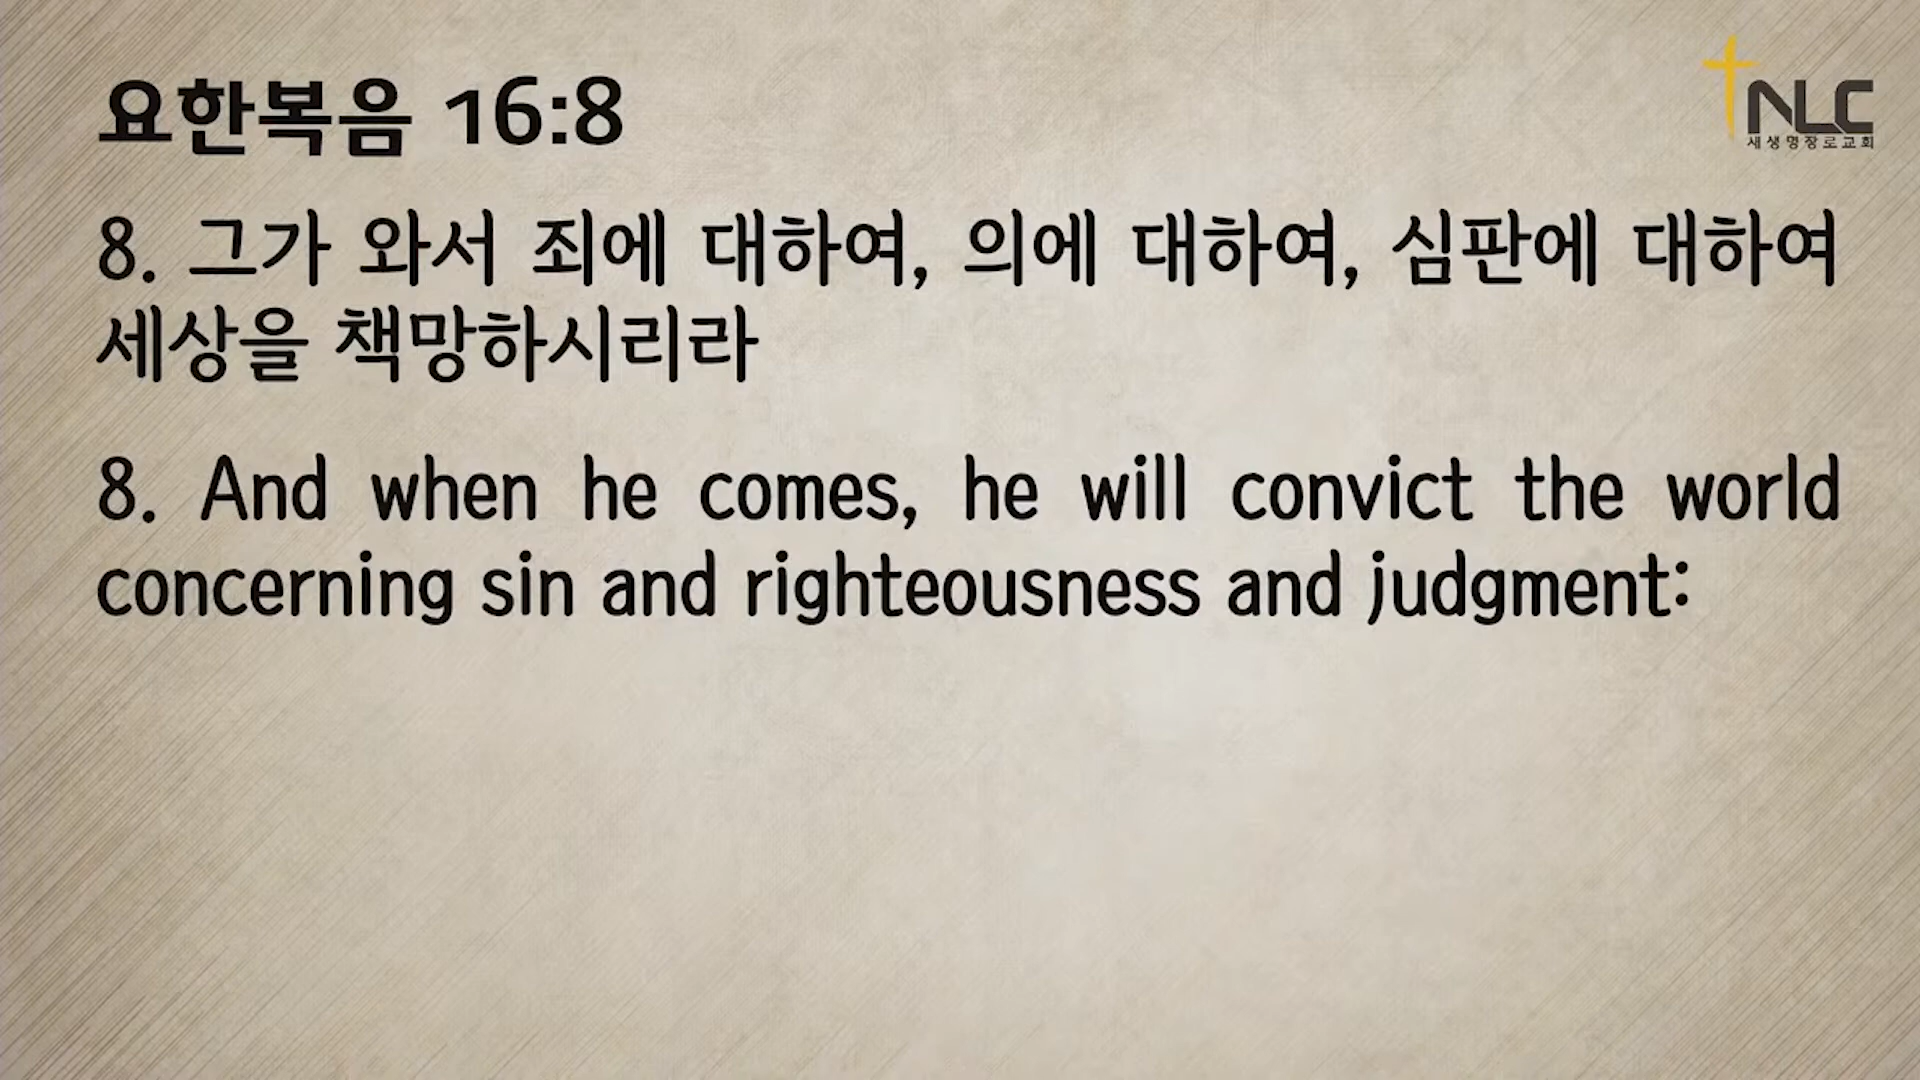 요한복음 16:8
NLC
새생명장로교회
8. 그가 와서 죄에 대하여, 의에 대하여, 심판에 대하여
세상을 책망하시리라
8. And when he comes, he will convict the world
concerning sin and righteousness and judgment: